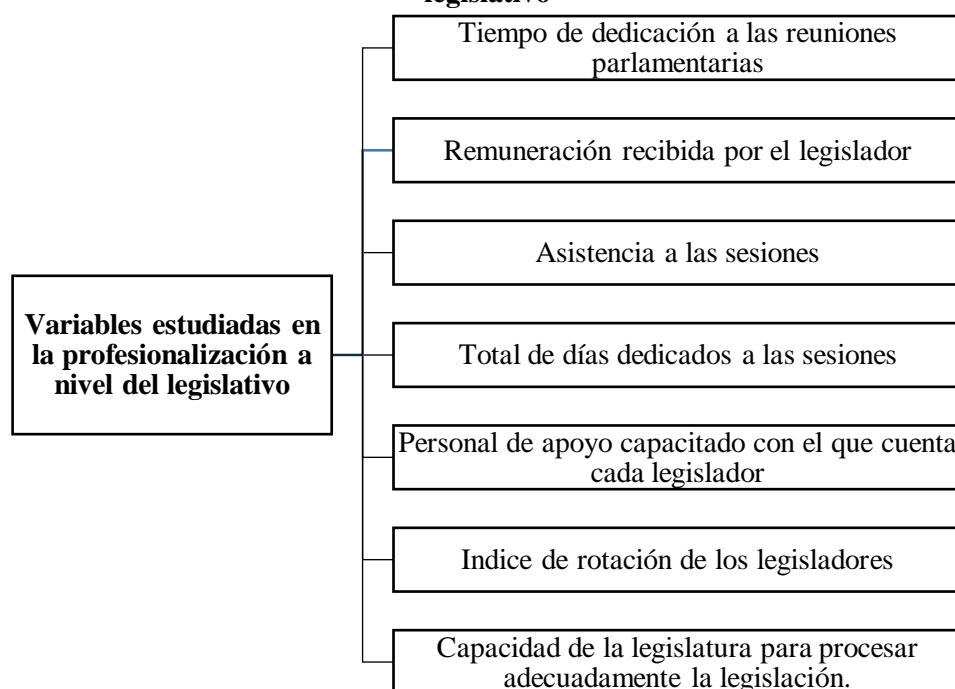 legislativo
Tiempo de dedicación a las reuniones
parlamentarias
Remuneración recibida por el legislador
Asistencia a las sesiones
Variables estudiadas en
la profesionalización a
nivel del legislativo
Total de días dedicados a las sesiones
Personal de apoyo capacitado con el que cuenta
cada legislador
Indice de rotación de los legisladores
Capacidad de la legislatura para procesar
adecuadamente la legislación.